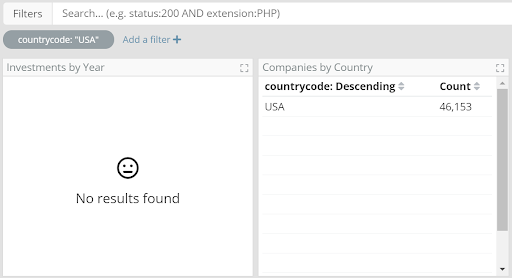 Filters Search... (e.g. status:200 AND extension:PHP)
countrycode: "USA" Add a filter +
Investments by Year
No results found
Companies by Country
countrycode: Descending Count
USA 46,153